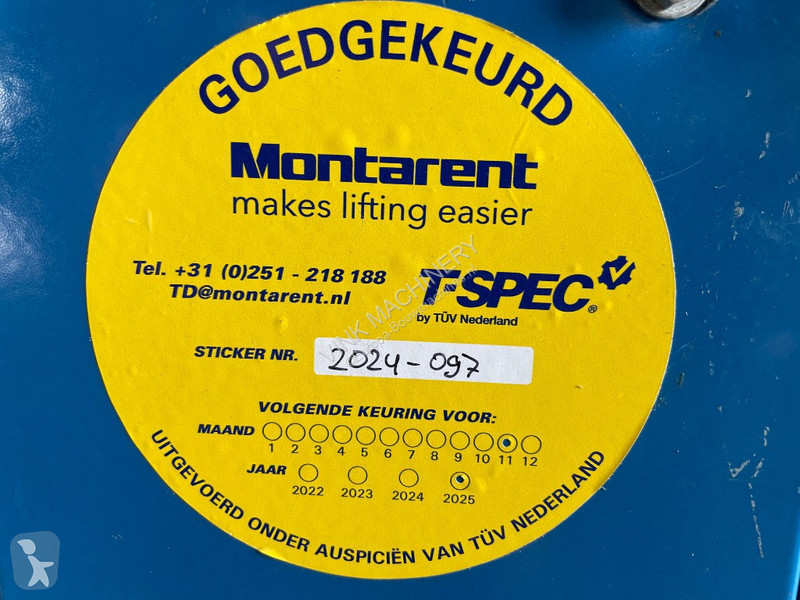 GOEDGEKEURD
Montarent
makes lifting easier
Tel. +31 (0)251 - 218 188
TD@montarent.nl
T-SPEC®
by TÜV Nederland
VNK MACHINERY
STICKER NR. 2024-097
VOLGENDE KEURING VOOR:
MAAND
1 2 3 4 5 6 7 8 9 10 11 12
JAAR
2022 2023 2024 2025
UITGEVOERD ONDER AUSPICIËN VAN TÜV NEDERLAND